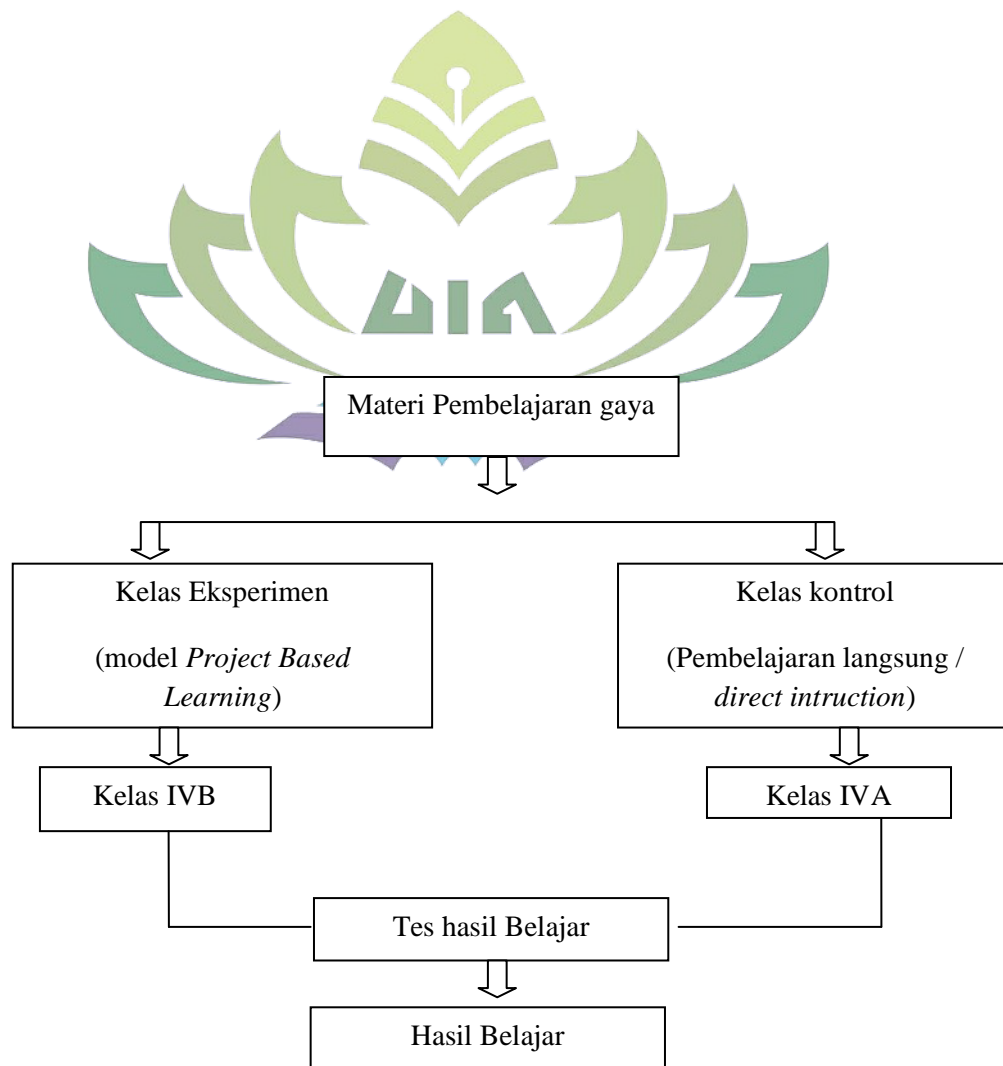 UIN
Materi Pembelajaran gaya
Kelas Eksperimen
(model Project Based
Learning)
Kelas kontrol
(Pembelajaran langsung /
direct intruction)
Kelas IVB
Kelas IVA
Tes hasil Belajar
Hasil Belajar